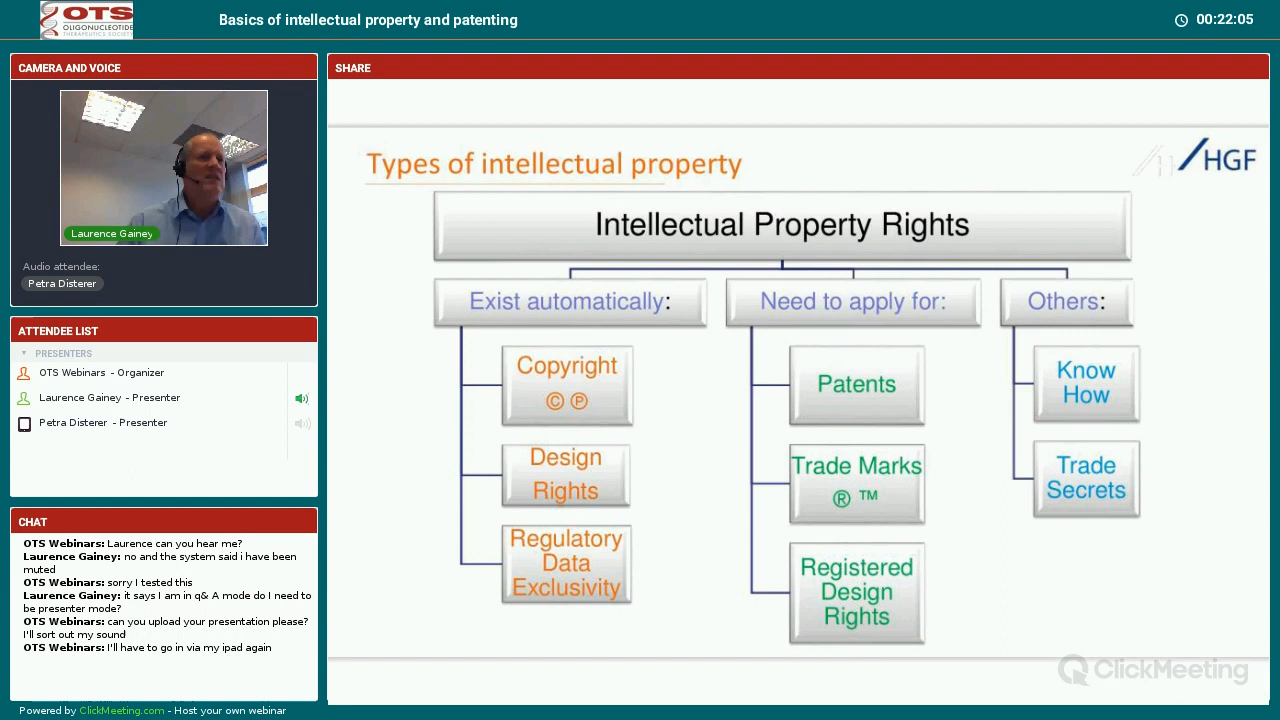 OTS
OLIGONUCLEOTIDE
THERAPEUTICS SOCIETY
Basics of intellectual property and patenting
00:22:05
CAMERA AND VOICE
Laurence Gainey
Audio attendee:
Petra Disterer
ATTENDEE LIST
PRESENTERS
OTS Webinars - Organizer
Laurence Gainey - Presenter
Petra Disterer - Presenter
CHAT
OTS Webinars: Laurence can you hear me?
Laurence Gainey: no and the system said i have been
muted
OTS Webinars: sorry I tested this
Laurence Gainey: it says I am in q& A mode do I need to
be presenter mode?
OTS Webinars: can you upload your presentation please?
I'll sort out my sound
OTS Webinars: I'll have to go in via my ipad again
Powered by ClickMeeting.com - Host your own webinar
SHARE
Types of intellectual property
HGF
Intellectual Property Rights
Exist automatically:
Copyright
© ℗
Design
Rights
Regulatory
Data
Exclusivity
Need to apply for:
Patents
Trade Marks
® ™
Registered
Design
Rights
Others:
Know
How
Trade
Secrets
ClickMeeting